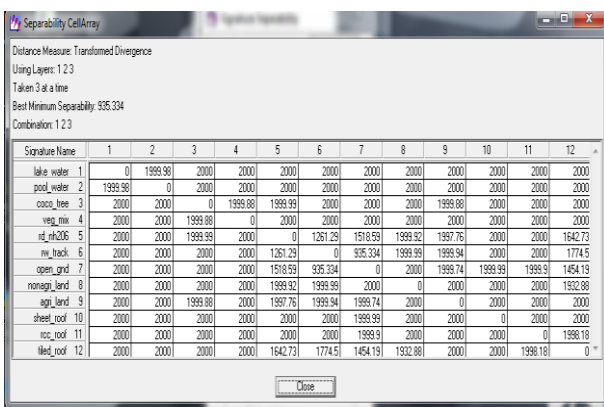 Separability CellArray
Signature Separability
Distance Measure: Transformed Divergence
Using Layers: 1 2 3
Taken 3 at a time
Best Minimum Separability: 935.334
Combination: 1 2 3
Signature Name 1 2 3 4 5 6 7 8 9 10 11 12
lake water 1 0 1999.98 2000 2000 2000 2000 2000 2000 2000 2000 2000 2000
pool_water 2 1999.98 0 2000 2000 2000 2000 2000 2000 2000 2000 2000 2000
coco_tree 3 2000 2000 0 1999.88 1999.99 2000 2000 2000 1999.88 2000 2000 2000
veg_mix 4 2000 2000 1999.88 0 2000 2000 2000 2000 2000 2000 2000 2000
rd_nh206 5 2000 2000 1999.99 2000 0 1261.29 1518.59 1999.92 1997.76 2000 2000 1642.73
rw_track 6 2000 2000 2000 2000 1261.29 0 935.334 1999.99 1999.94 2000 2000 1774.5
open_gnd 7 2000 2000 2000 2000 1518.59 935.334 0 2000 1999.74 1999.99 1999.9 1454.19
nonagri_land 8 2000 2000 2000 2000 1999.92 1999.99 2000 0 2000 2000 2000 1932.88
agri_land 9 2000 2000 1999.88 2000 1997.76 1999.94 1999.74 2000 0 2000 2000 2000
sheet_roof 10 2000 2000 2000 2000 2000 2000 1999.99 2000 2000 0 2000 2000
rcc_roof 11 2000 2000 2000 2000 2000 2000 1999.9 2000 2000 2000 0 1998.18
tiled_roof 12 2000 2000 2000 2000 1642.73 1774.5 1454.19 1932.88 2000 2000 1998.18 0
Close